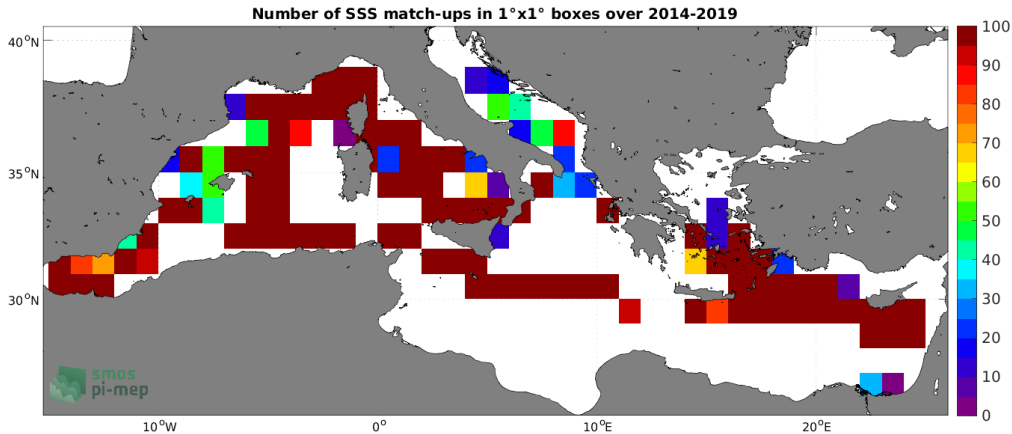 Number of SSS match-ups in 1°x1° boxes over 2014-2019
40°N
35°N
30°N
10°W
0°
10°E
20°E
100
90
80
70
60
50
40
30
20
10
0
smos
pi-mep